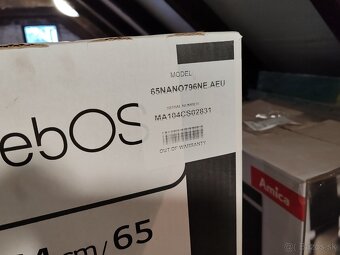 MODEL
65NANO796NE.AEU
SERIAL NUMBER
MA104CS02831
OUT OF WARRANTY
ebOS
cm/65
Amica